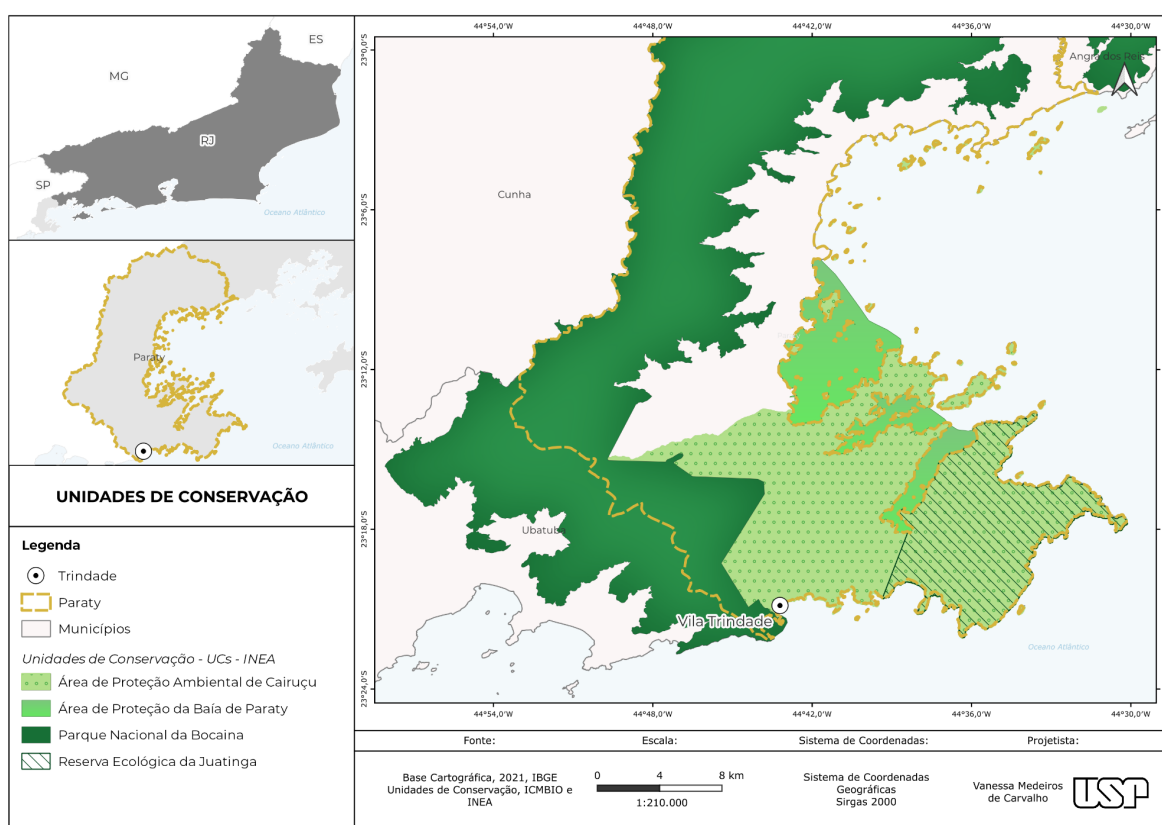 ES
MG
RJ
SP
Oceano Atlântico
Paraty
Oceano Atlântico
UNIDADES DE CONSERVAÇÃO
Legenda
Trindade
Paraty
Municípios
Unidades de Conservação - UCs - INEA
Área de Proteção Ambiental de Cairuçu
Área de Proteção da Baía de Paraty
Parque Nacional da Bocaina
Reserva Ecológica da Juatinga
44°54,0'W 44°48,0'W 44°42,0'W 44°36,0'W 44°30,0'W
23°0,0'S
23°6,0'S
23°12,0'S
23°18,0'S
23°24,0'S
Angra dos Reis
Cunha
Ubatuba
Vila Trindade
Oceano Atlântico
44°54,0'W 44°48,0'W 44°42,0'W 44°36,0'W 44°30,0'W
Fonte: Escala: Sistema de Coordenadas: Projetista:
Base Cartográfica, 2021, IBGE
Unidades de Conservação, ICMBIO e
INEA
0 4 8 km
1:210.000
Sistema de Coordenadas
Geográficas
Sirgas 2000
Vanessa Medeiros
de Carvalho
USP